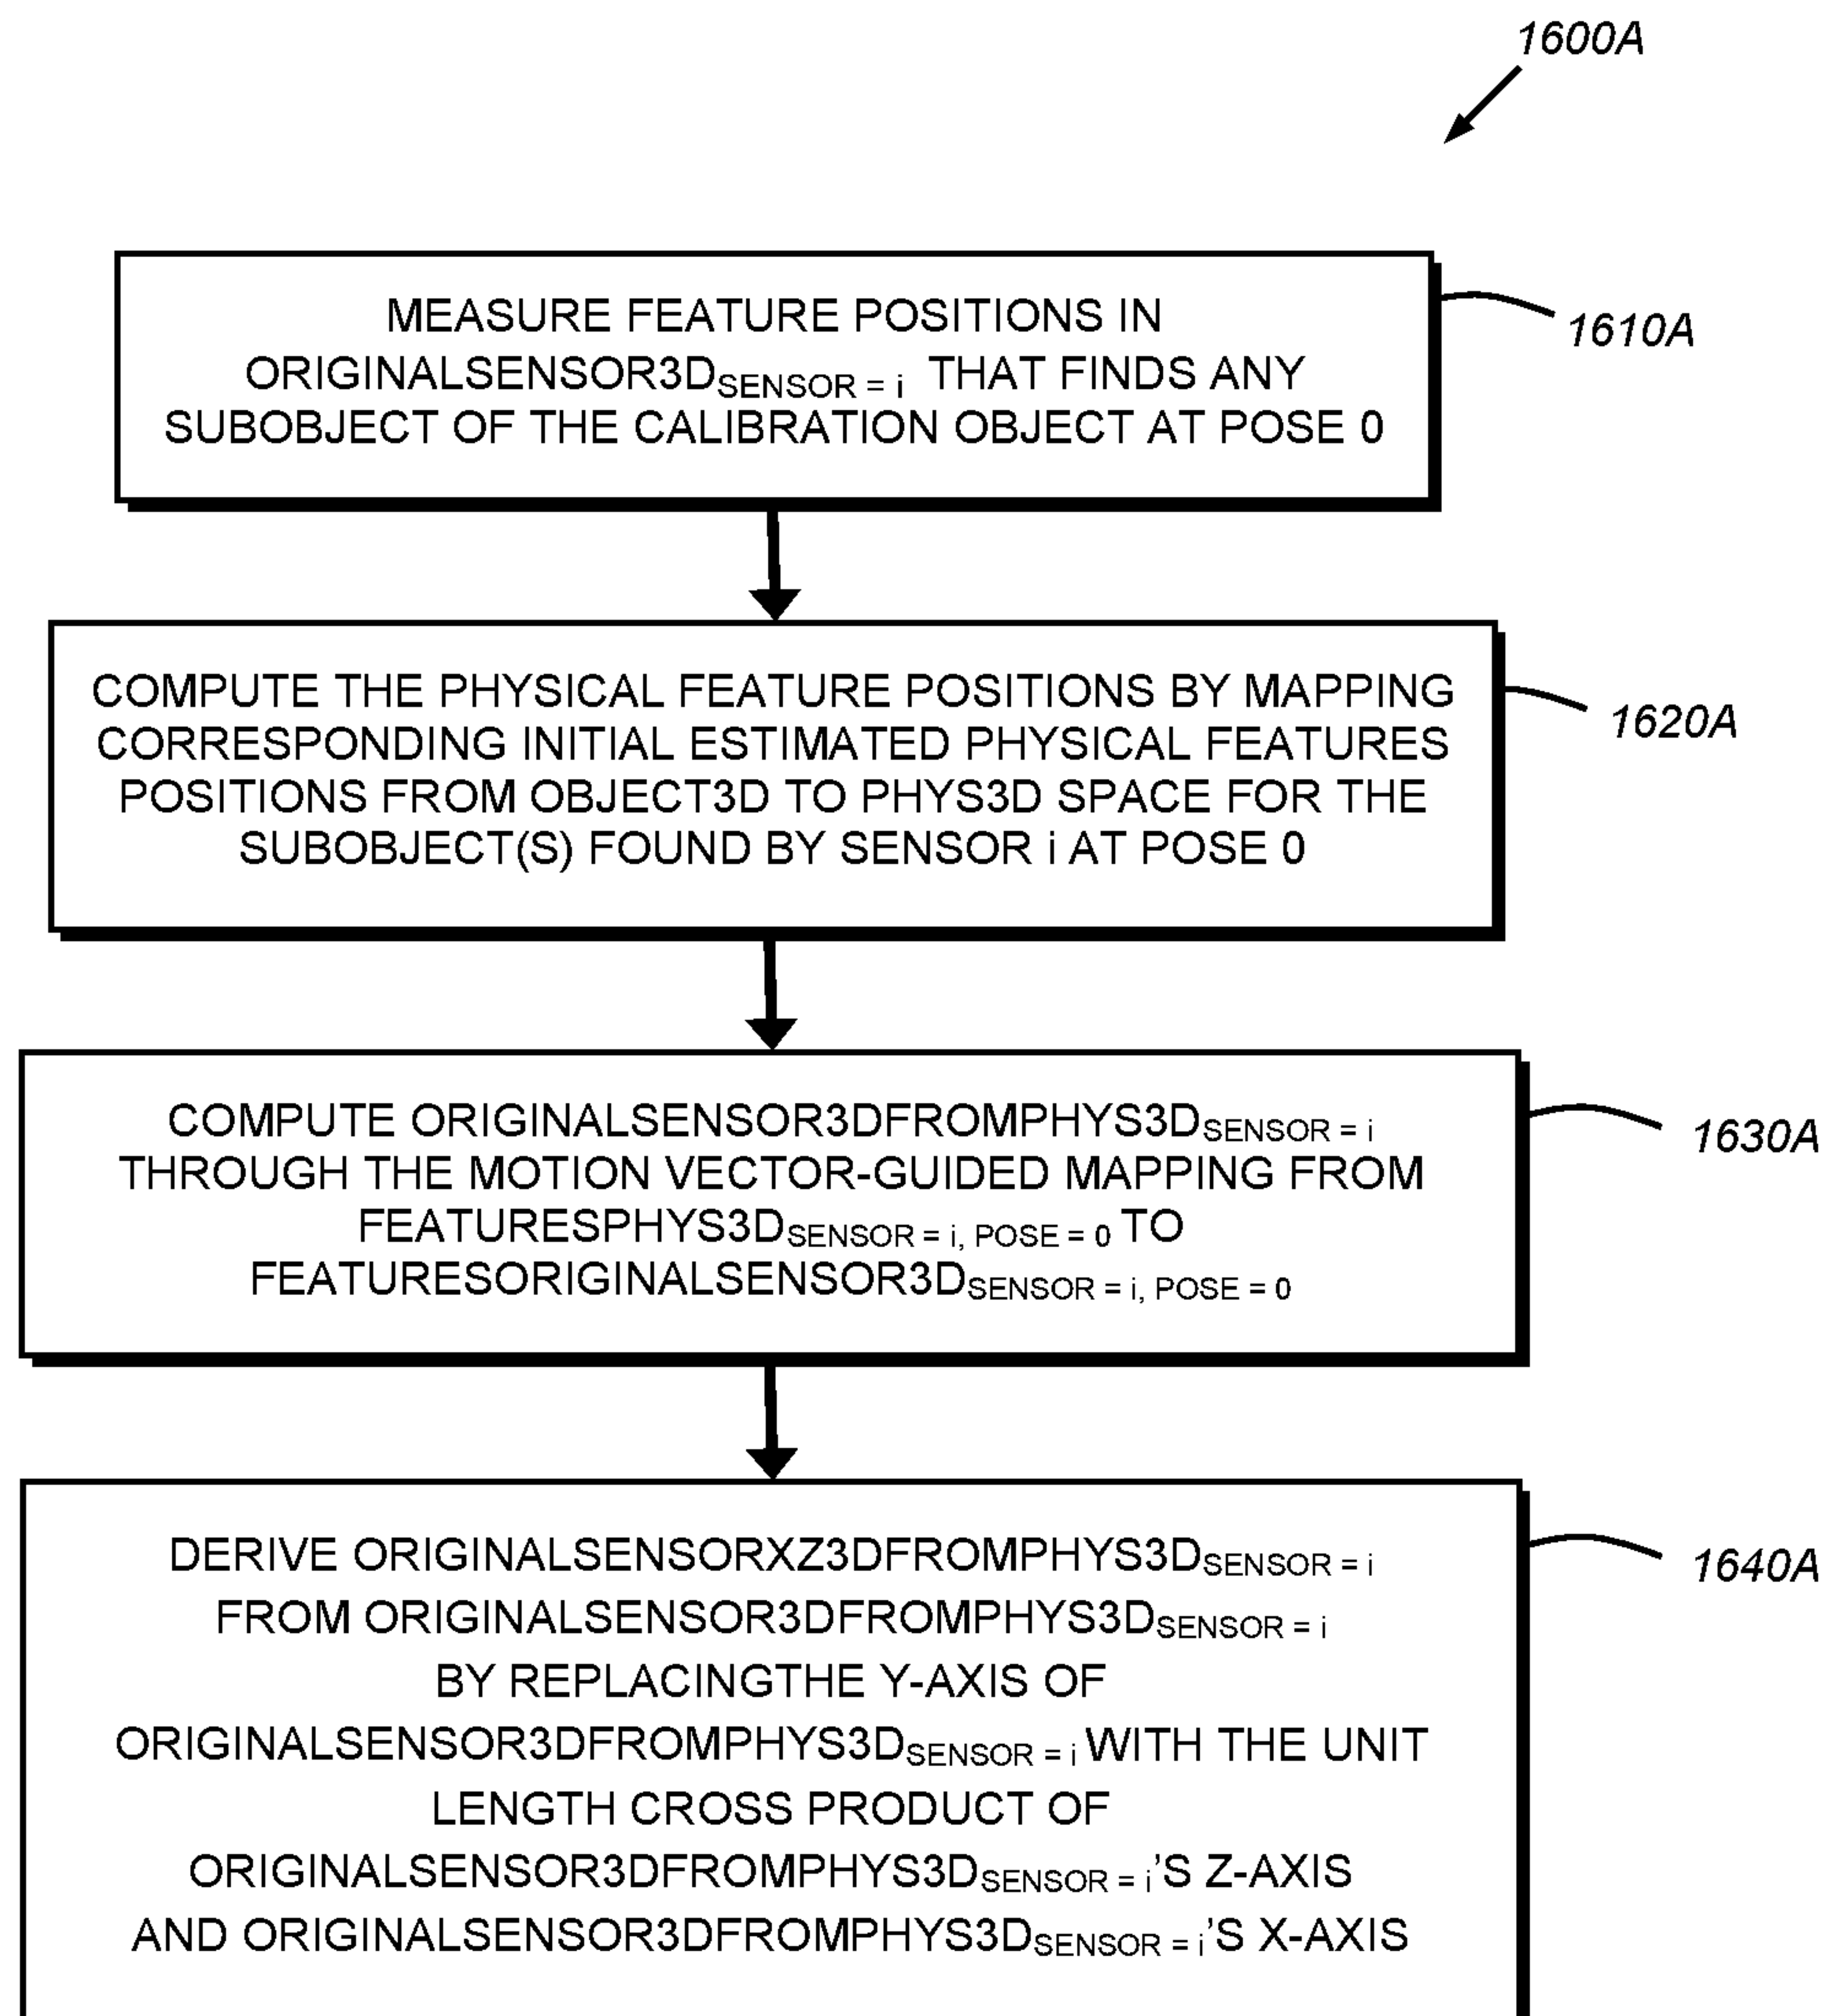 1600A
MEASURE FEATURE POSITIONS IN
ORIGINALSENSOR3DSENSOR = i THAT FINDS ANY
SUBOBJECT OF THE CALIBRATION OBJECT AT POSE 0
1610A
COMPUTE THE PHYSICAL FEATURE POSITIONS BY MAPPING
CORRESPONDING INITIAL ESTIMATED PHYSICAL FEATURES
POSITIONS FROM OBJECT3D TO PHYS3D SPACE FOR THE
SUBOBJECT(S) FOUND BY SENSOR i AT POSE 0
1620A
COMPUTE ORIGINALSENSOR3DFROMPHYS3DSENSOR = i
THROUGH THE MOTION VECTOR-GUIDED MAPPING FROM
FEATURESPHYS3DSENSOR = i, POSE = 0 TO
FEATURESORIGINALSENSOR3DSENSOR = i, POSE = 0
1630A
DERIVE ORIGINALSENSORXZ3DFROMPHYS3DSENSOR = i
FROM ORIGINALSENSOR3DFROMPHYS3DSENSOR = i
BY REPLACINGTHE Y-AXIS OF
ORIGINALSENSOR3DFROMPHYS3DSENSOR = i WITH THE UNIT
LENGTH CROSS PRODUCT OF
ORIGINALSENSOR3DFROMPHYS3DSENSOR = i'S Z-AXIS
AND ORIGINALSENSOR3DFROMPHYS3DSENSOR = i'S X-AXIS
1640A